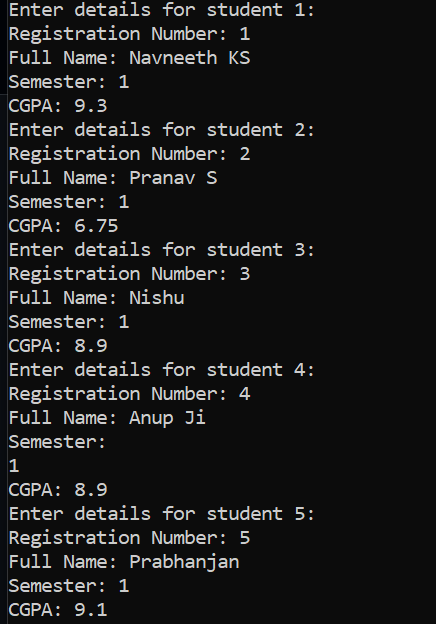 Enter details for student 1:
Registration Number: 1
Full Name: Navneeth KS
Semester: 1
CGPA: 9.3
Enter details for student 2:
Registration Number: 2
Full Name: Pranav S
Semester: 1
CGPA: 6.75
Enter details for student 3:
Registration Number: 3
Full Name: Nishu
Semester: 1
CGPA: 8.9
Enter details for student 4:
Registration Number: 4
Full Name: Anup Ji
Semester:
1
CGPA: 8.9
Enter details for student 5:
Registration Number: 5
Full Name: Prabhanjan
Semester: 1
CGPA: 9.1